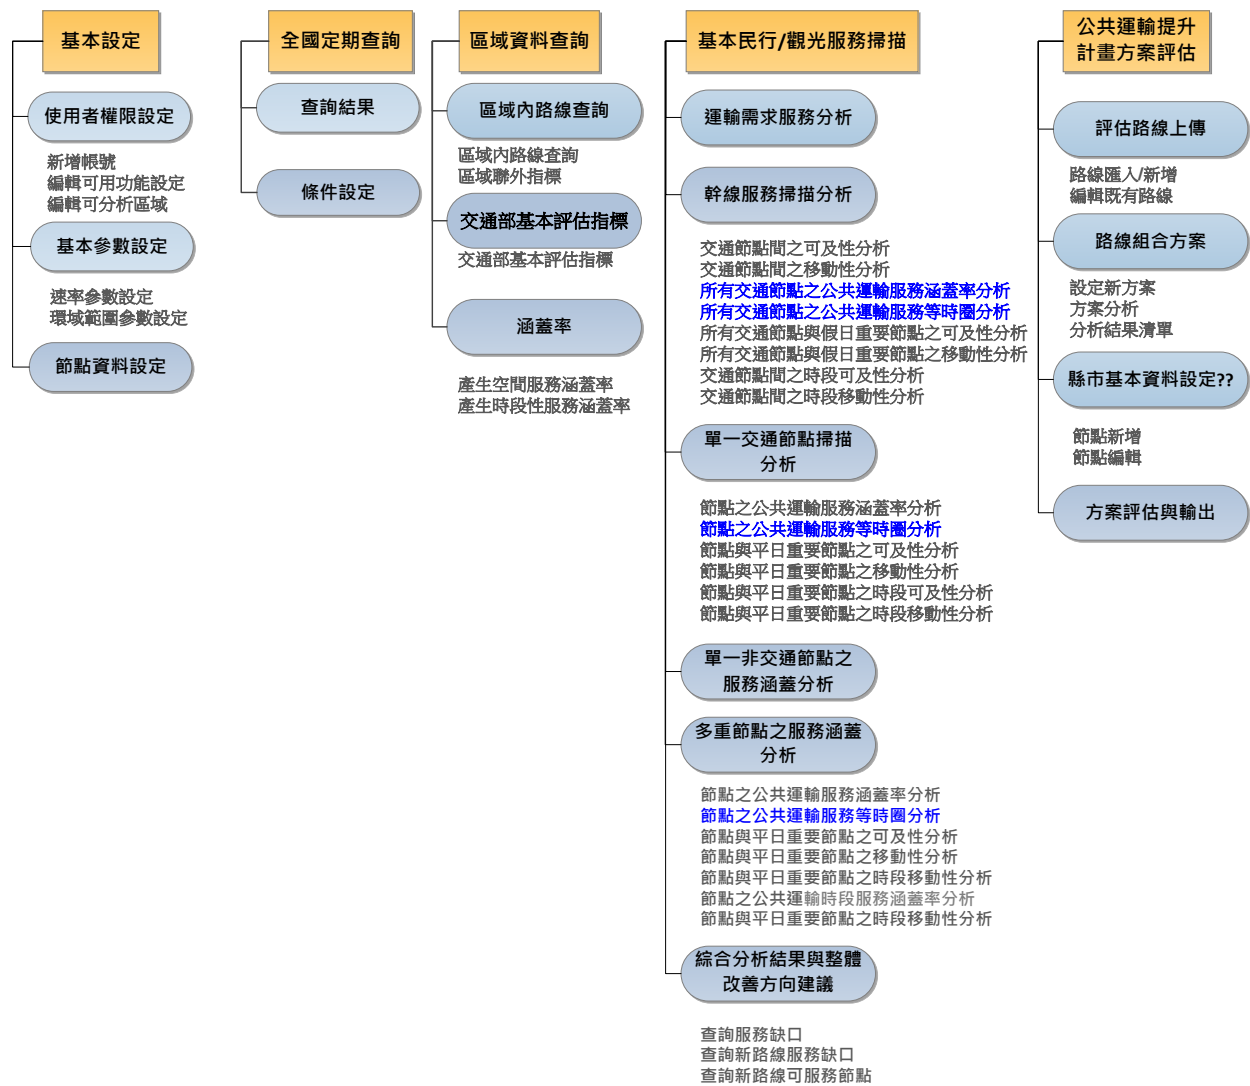 基本設定
使用者權限設定
新增帳號
編輯可用功能設定
編輯可分析區域
基本參數設定
速率參數設定
環域範圍參數設定
節点資料設定
全國定期查詢
查詢結果
條件設定
區域資料查詢
區域內路線查詢
區域內路線查詢
區域聯外指標
交通部基本評估指標
交通部基本評估指標
涵蓋率
產生空間服務涵蓋率
產生時段性服務涵蓋率
基本民行/觀光服務掃描
運輸需求服務分析
幹線服務掃描分析
交通節點間之可及性分析
交通節點間之移動性分析
所有交通節點之公共運輸服務涵蓋率分析
所有交通節點之公共運輸服務等時圈分析
所有交通節點與假日重要節點之可及性分析
所有交通節點與假日重要節點之移動性分析
交通節點間之時段可及性分析
交通節點間之時段移動性分析
單一交通節點掃描
分析
節點之公共運輸服務涵蓋率分析
節點之公共運輸服務等時圈分析
節點與平日重要節點之可及性分析
節點與平日重要節點之移動性分析
節點與平日重要節點之時段可及性分析
節點與平日重要節點之時段移動性分析
單一非交通節点之
服務涵蓋分析
多重節点之服務涵蓋
分析
節點之公共運輸服務涵蓋率分析
節點之公共運輸服務等時圈分析
節點與平日重要節點之可及性分析
節點與平日重要節點之移動性分析
節點與平日重要節點之時段移動性分析
節點之公共運輸時段服務涵蓋率分析
節點與平日重要節點之時段移動性分析
綜合分析結果與整體
改善方向建議
查詢服務缺口
查詢新路線服務缺口
查詢新路線可服務節點
公共運輸提升
計畫方案評估
評估路線上傳
路線匯入/新增
編輯既有路線
路線組合方案
設定新方案
方案分析
分析結果清單
縣市基本資料設定??
節點新增
節點編輯
方案評估與輸出